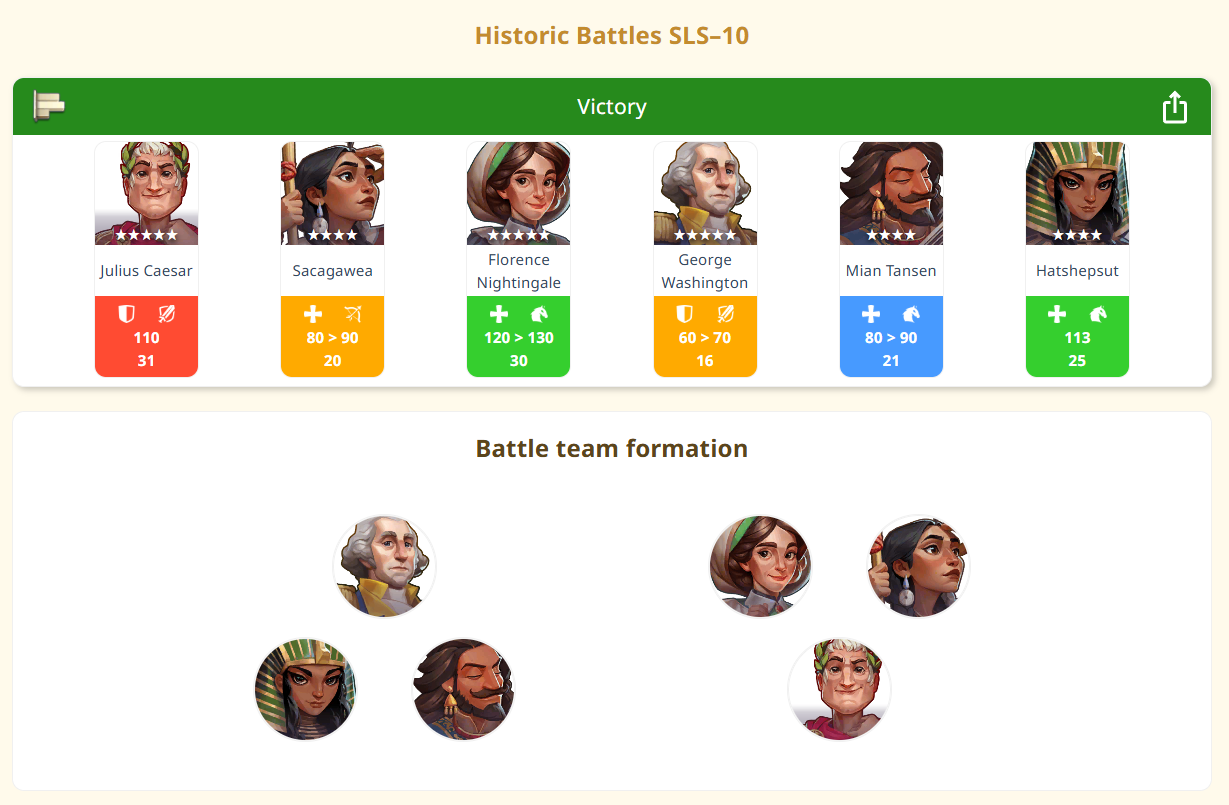 Historic Battles SLS–10
Victory
★★★★★
★★★★
★★★★★
★★★★★
★★★★
★★★★
Julius Caesar
Sacagawea
Florence
Nightingale
George
Washington
Mian Tansen
Hatshepsut
110
31
80 > 90
20
120 > 130
30
60 > 70
16
80 > 90
21
113
25
Battle team formation